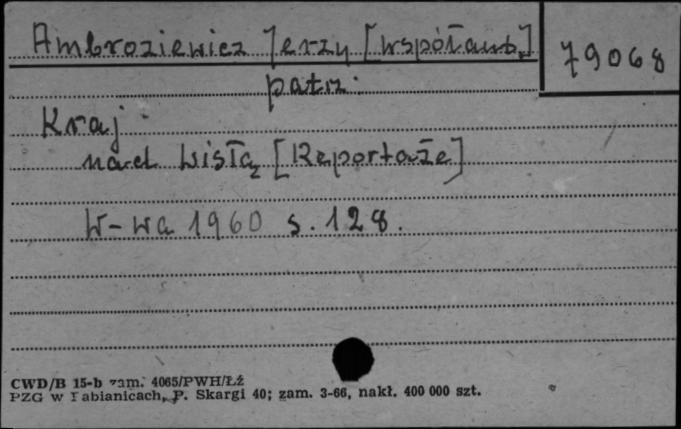 Ambroziewicz Jerzy [współaut.]
79068
patrz:
Kraj
nad Wisłą [Reportaże]
W-wa 1960 s. 128.
CWD/B 15-b zam. 4065/PWH/Łź
PZG w Pabianicach, P. Skargi 40; zam. 3-66, nakł. 400 000 szt.